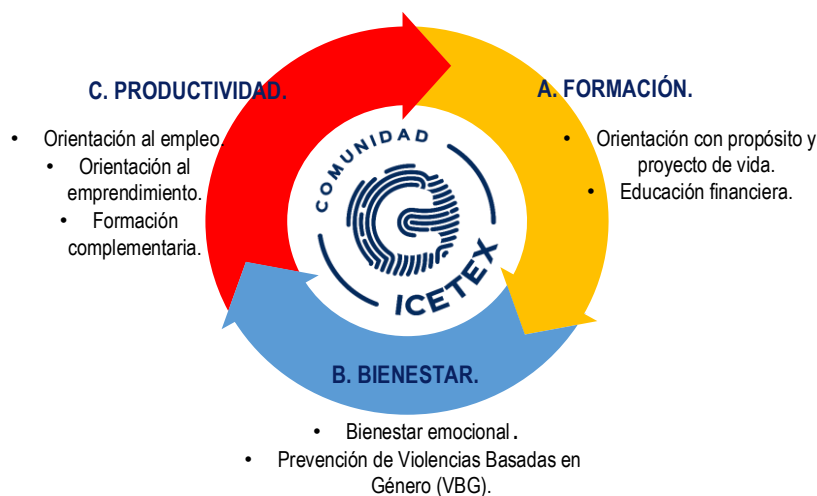 C. PRODUCTIVIDAD.
• Orientación al empleo.
• Orientación al
emprendimiento.
• Formación
complementaria.
A. FORMACIÓN.
• Orientación con propósito y
proyecto de vida.
• Educación financiera.
COMUNIDAD
ICETEX
B. BIENESTAR.
• Bienestar emocional.
• Prevención de Violencias Basadas en
Género (VBG).